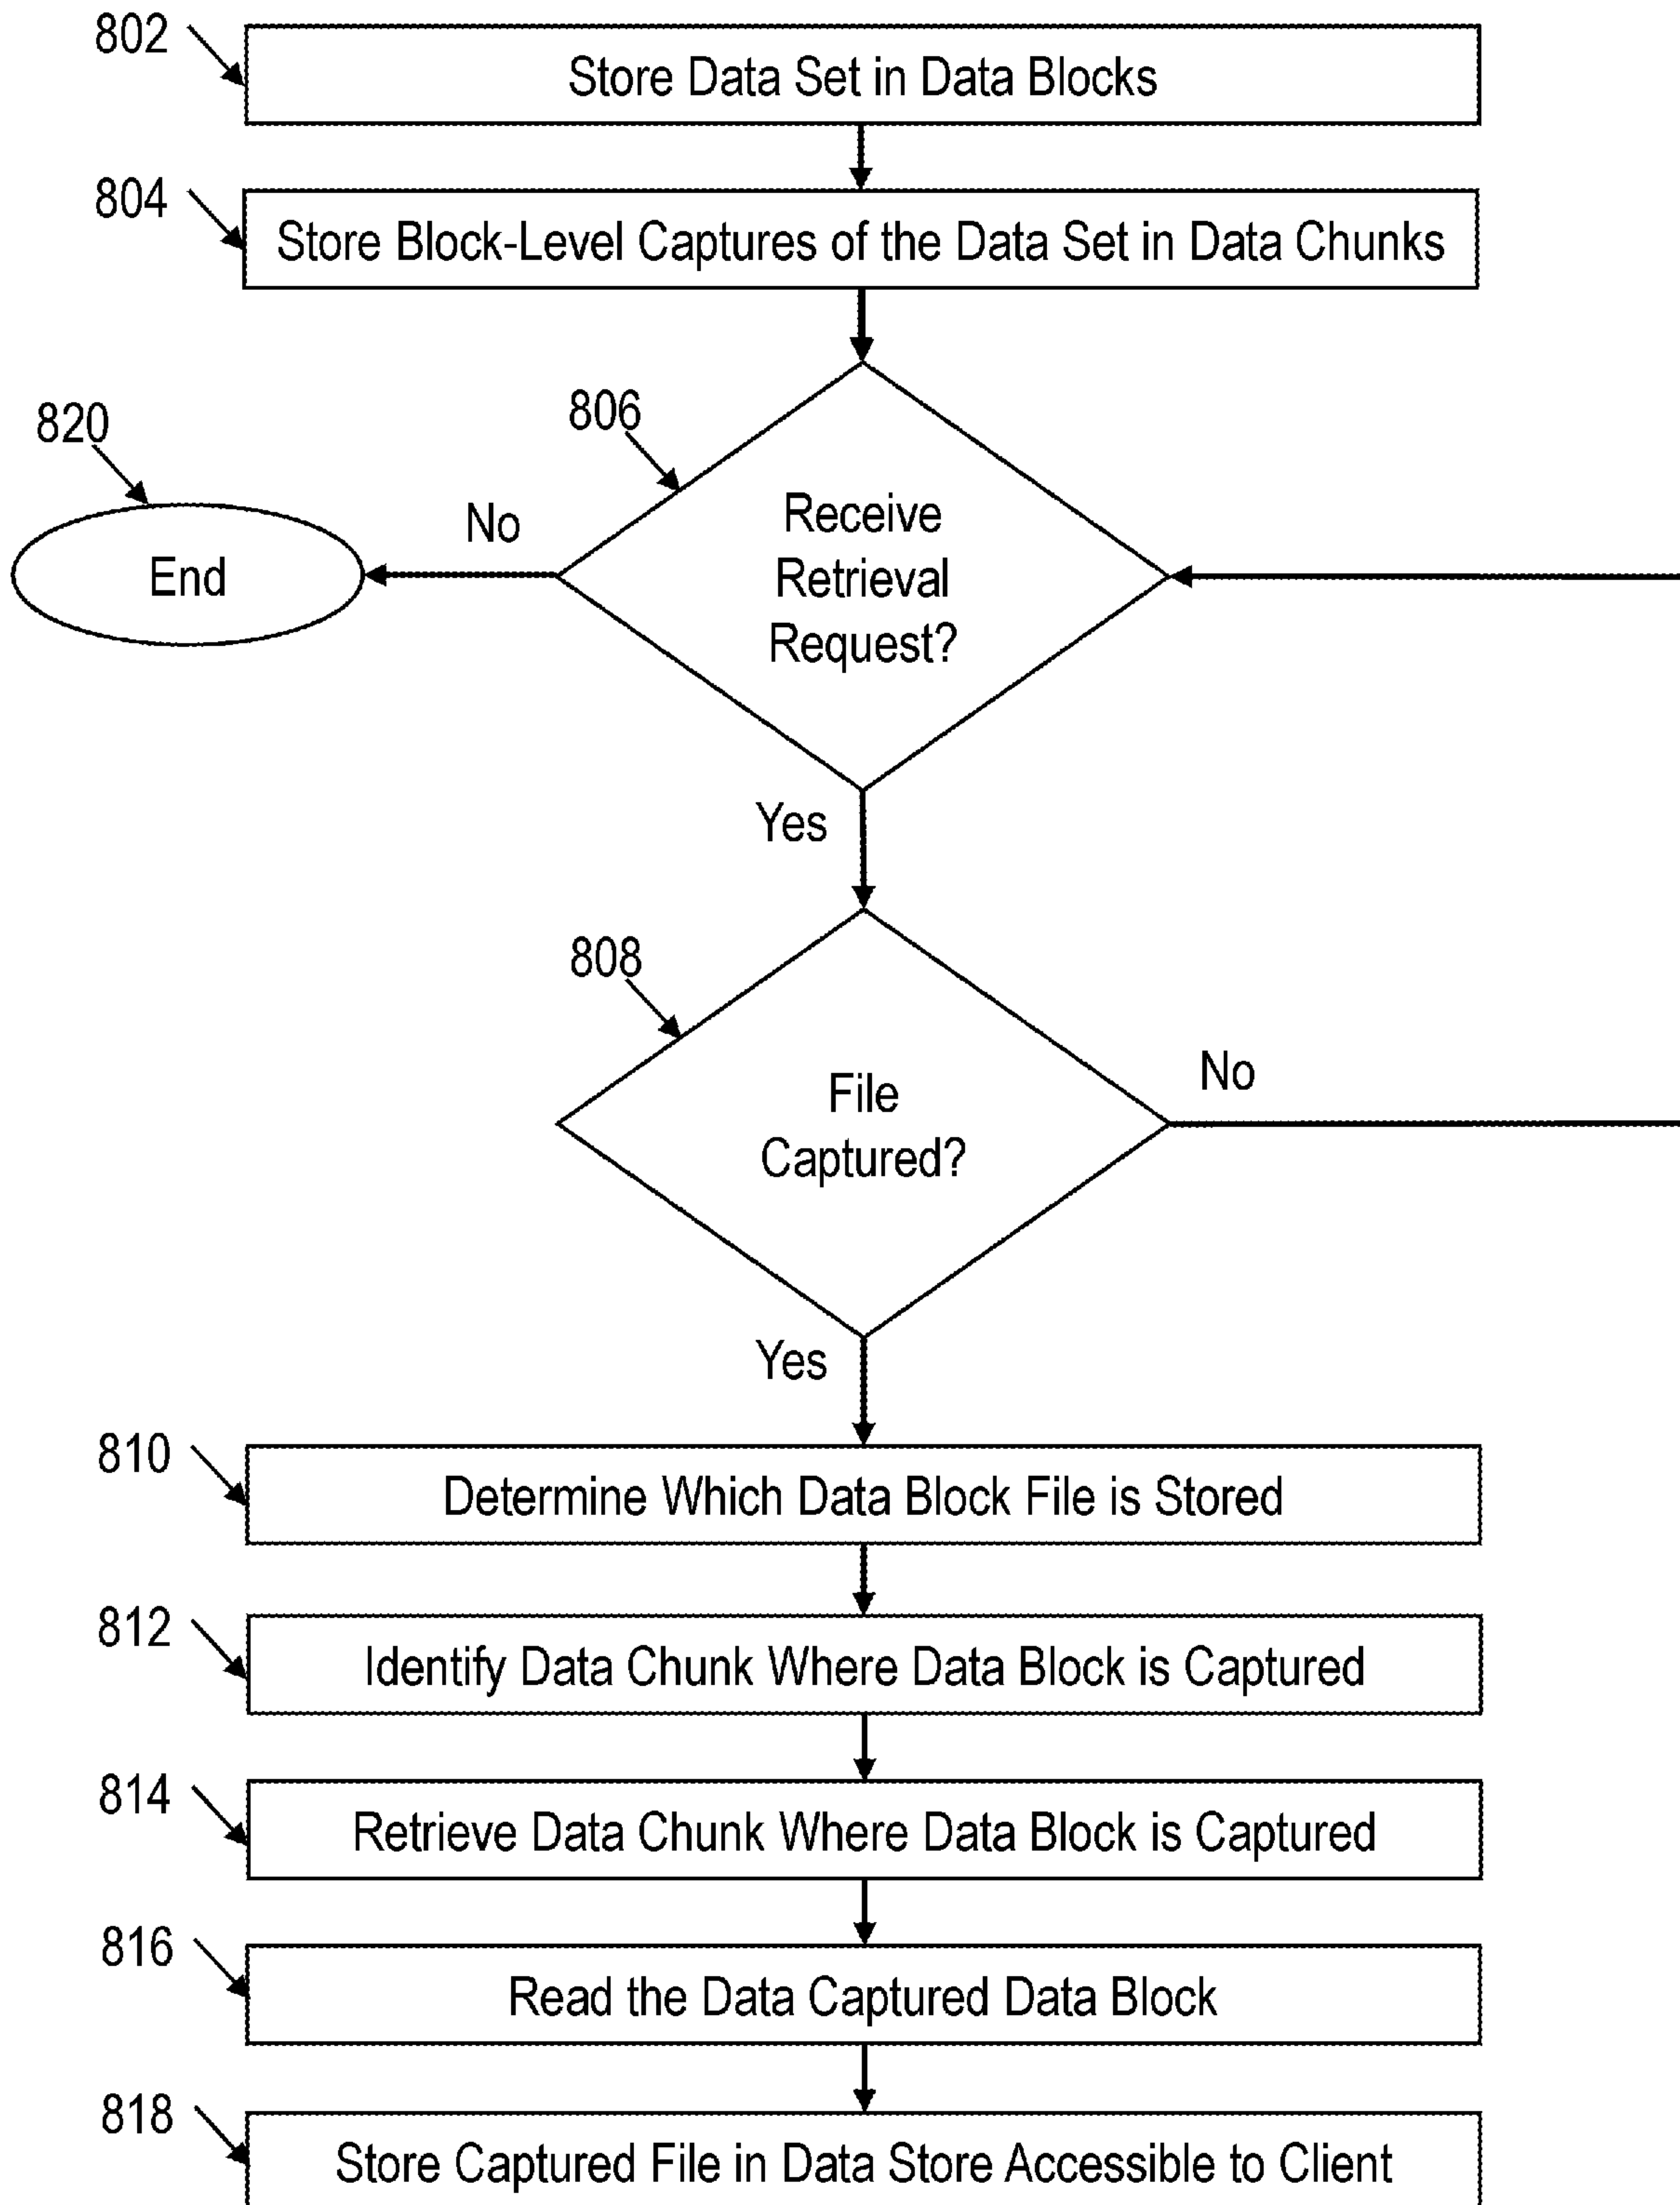 802
Store Data Set in Data Blocks
804
Store Block-Level Captures of the Data Set in Data Chunks
820
806
End
No
Receive
Retrieval
Request?
Yes
808
File
Captured?
No
Yes
810
Determine Which Data Block File is Stored
812
Identify Data Chunk Where Data Block is Captured
814
Retrieve Data Chunk Where Data Block is Captured
816
Read the Data Captured Data Block
818
Store Captured File in Data Store Accessible to Client